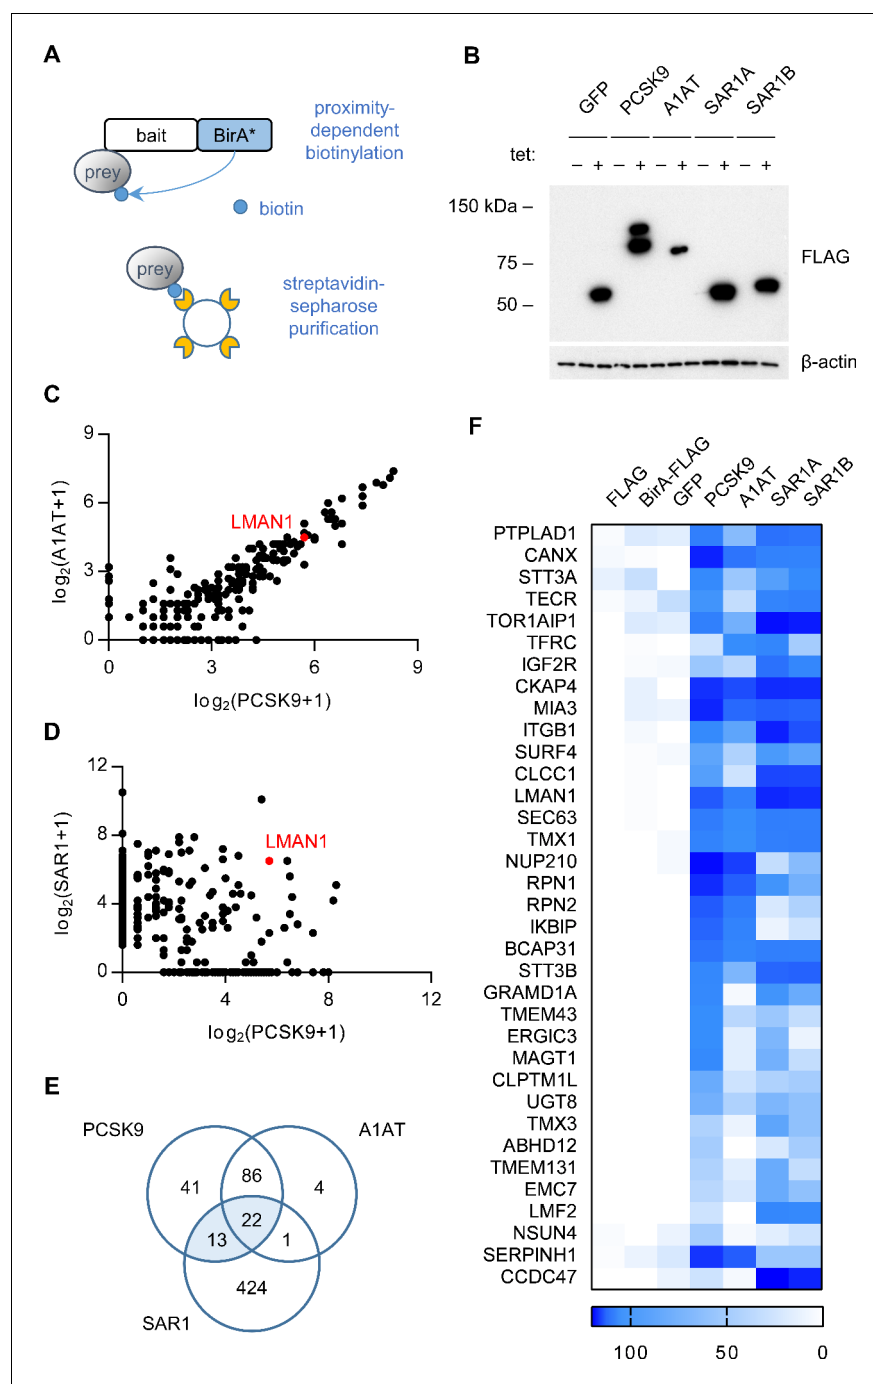 A
bait
BirA*
prey
proximity-
dependent
biotinylation
biotin
prey
streptavidin-
sepharose
purification
B
GFP
PCSK9
A1AT
SAR1A
SAR1B
tet:
– + – + – + – + – +
150 kDa –
75 –
50 –
FLAG
β-actin
C
log2(A1AT+1)
9
6
3
0
LMAN1
0 3 6 9
log2(PCSK9+1)
D
log2(SAR1+1)
12
8
4
0
LMAN1
0 4 8 12
log2(PCSK9+1)
E
PCSK9
A1AT
41
86
4
22
13
1
424
SAR1
F
FLAG
BirA-FLAG
GFP
PCSK9
A1AT
SAR1A
SAR1B
PTPLAD1
CANX
STT3A
TECR
TOR1AIP1
TFRC
IGF2R
CKAP4
MIA3
ITGB1
SURF4
CLCC1
LMAN1
SEC63
TMX1
NUP210
RPN1
RPN2
IKBIP
BCAP31
STT3B
GRAMD1A
TMEM43
ERGIC3
MAGT1
CLPTM1L
UGT8
TMX3
ABHD12
TMEM131
EMC7
LMF2
NSUN4
SERPINH1
CCDC47
100 50 0